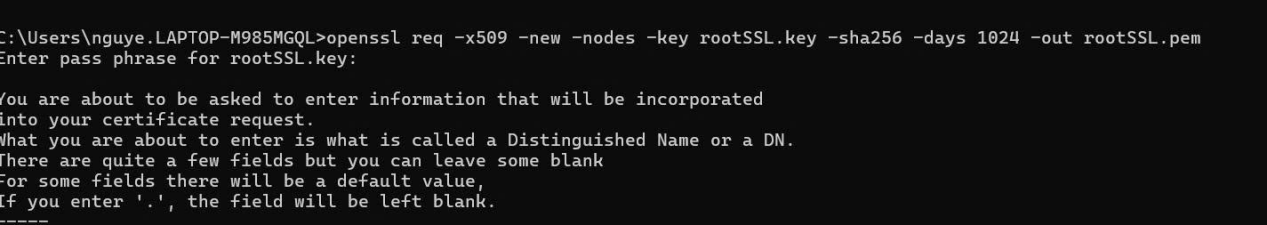 C:\Users\nguye.LAPTOP-M985MGQL>openssl req -x509 -new -nodes -key rootSSL.key -sha256 -days 1024 -out rootSSL.pem
Enter pass phrase for rootSSL.key:
You are about to be asked to enter information that will be incorporated
into your certificate request.
What you are about to enter is what is called a Distinguished Name or a DN.
There are quite a few fields but you can leave some blank
For some fields there will be a default value,
If you enter '.', the field will be left blank.
-----